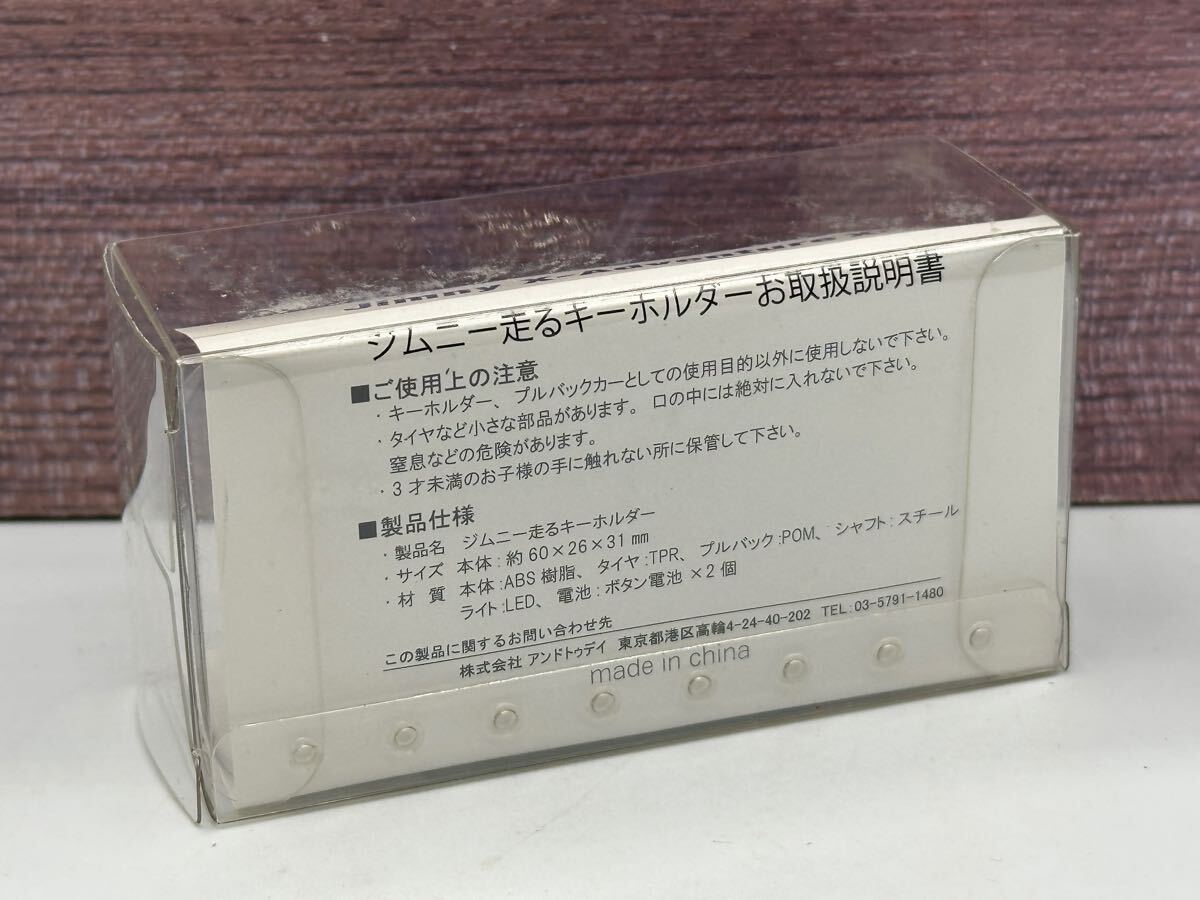 ジムニー走るキーホルダーお取扱説明書
■ご使用上の注意
・キーホルダー、プルバックカーとしての使用目的以外に使用しないで下さい。
・タイヤなど小さな部品があります。口の中には絶対に入れないで下さい。
窒息などの危険があります。
・3才未満のお子様の手に触れない所に保管して下さい。
■製品仕様
・製品名 ジムニー走るキーホルダー
・サイズ 本体:約60×26×31mm
・材 質 本体:ABS樹脂、タイヤ:TPR、プルバック:POM、シャフト:スチール
ライト:LED、電池:ボタン電池×2個
この製品に関するお問い合わせ先
株式会社 アンドトゥデイ 東京都港区高輪4-24-40-202 TEL:03-5791-1480
made in china